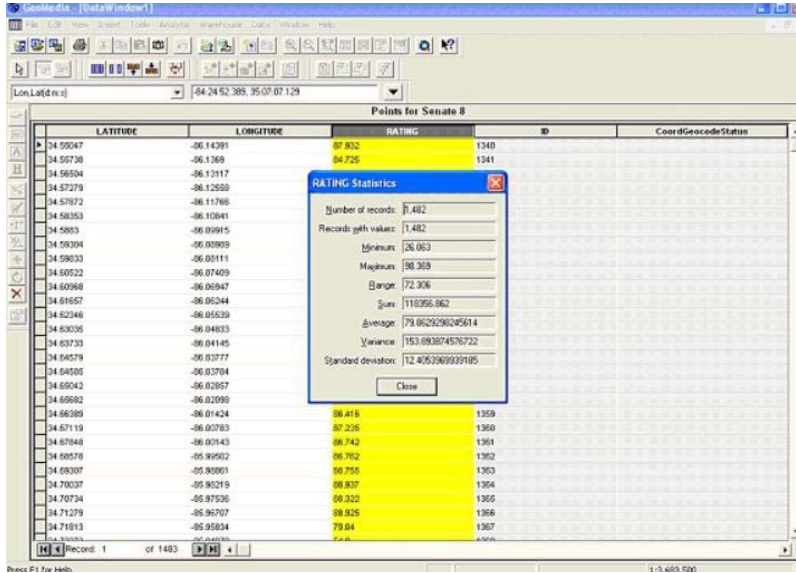 GeoMedia - [DataWindow1]
File Edit View Insert Tools Analysis Warehouse Data Window Help
Lon,Lat(d:m:s) -84:24:52.389, 35:07:07.129
Points for Senate 8
LATITUDE LONGITUDE RATING ID CoordGeocodeStatus
34.55047 -86.14391 87.932 1340
34.55738 -86.1369 84.725 1341
34.56504 -86.13117
34.57279 -86.12558
34.57872 -86.11766
34.58353 -86.10841
34.5883 -86.09915
34.59304 -86.08989
34.59833 -86.08111
34.60522 -86.07409
34.60968 -86.06947
34.61657 -86.06244
34.62346 -86.05539
34.63035 -86.04833
34.63733 -86.04145
34.64579 -86.03777
34.64585 -86.03784
34.65042 -86.02857
34.65682 -86.02098
34.66389 -86.01424 86.416 1359
34.67119 -86.00783 87.235 1360
34.67848 -86.00143 86.742 1361
34.68578 -85.99502 86.762 1362
34.69307 -85.98861 88.755 1363
34.70037 -85.98219 88.937 1364
34.70734 -85.97536 88.322 1365
34.71279 -85.96707 88.925 1366
34.71813 -85.95834 79.04 1367
RATING Statistics
Number of records: 1,482
Records with values: 1,482
Minimum: 26.063
Maximum: 98.369
Range: 72.306
Sum: 118356.862
Average: 79.8629298245614
Variance: 153.893874576722
Standard deviation: 12.4053969939185
Close
Record: 1 of 1483
Press F1 for Help. 1:3,683,500